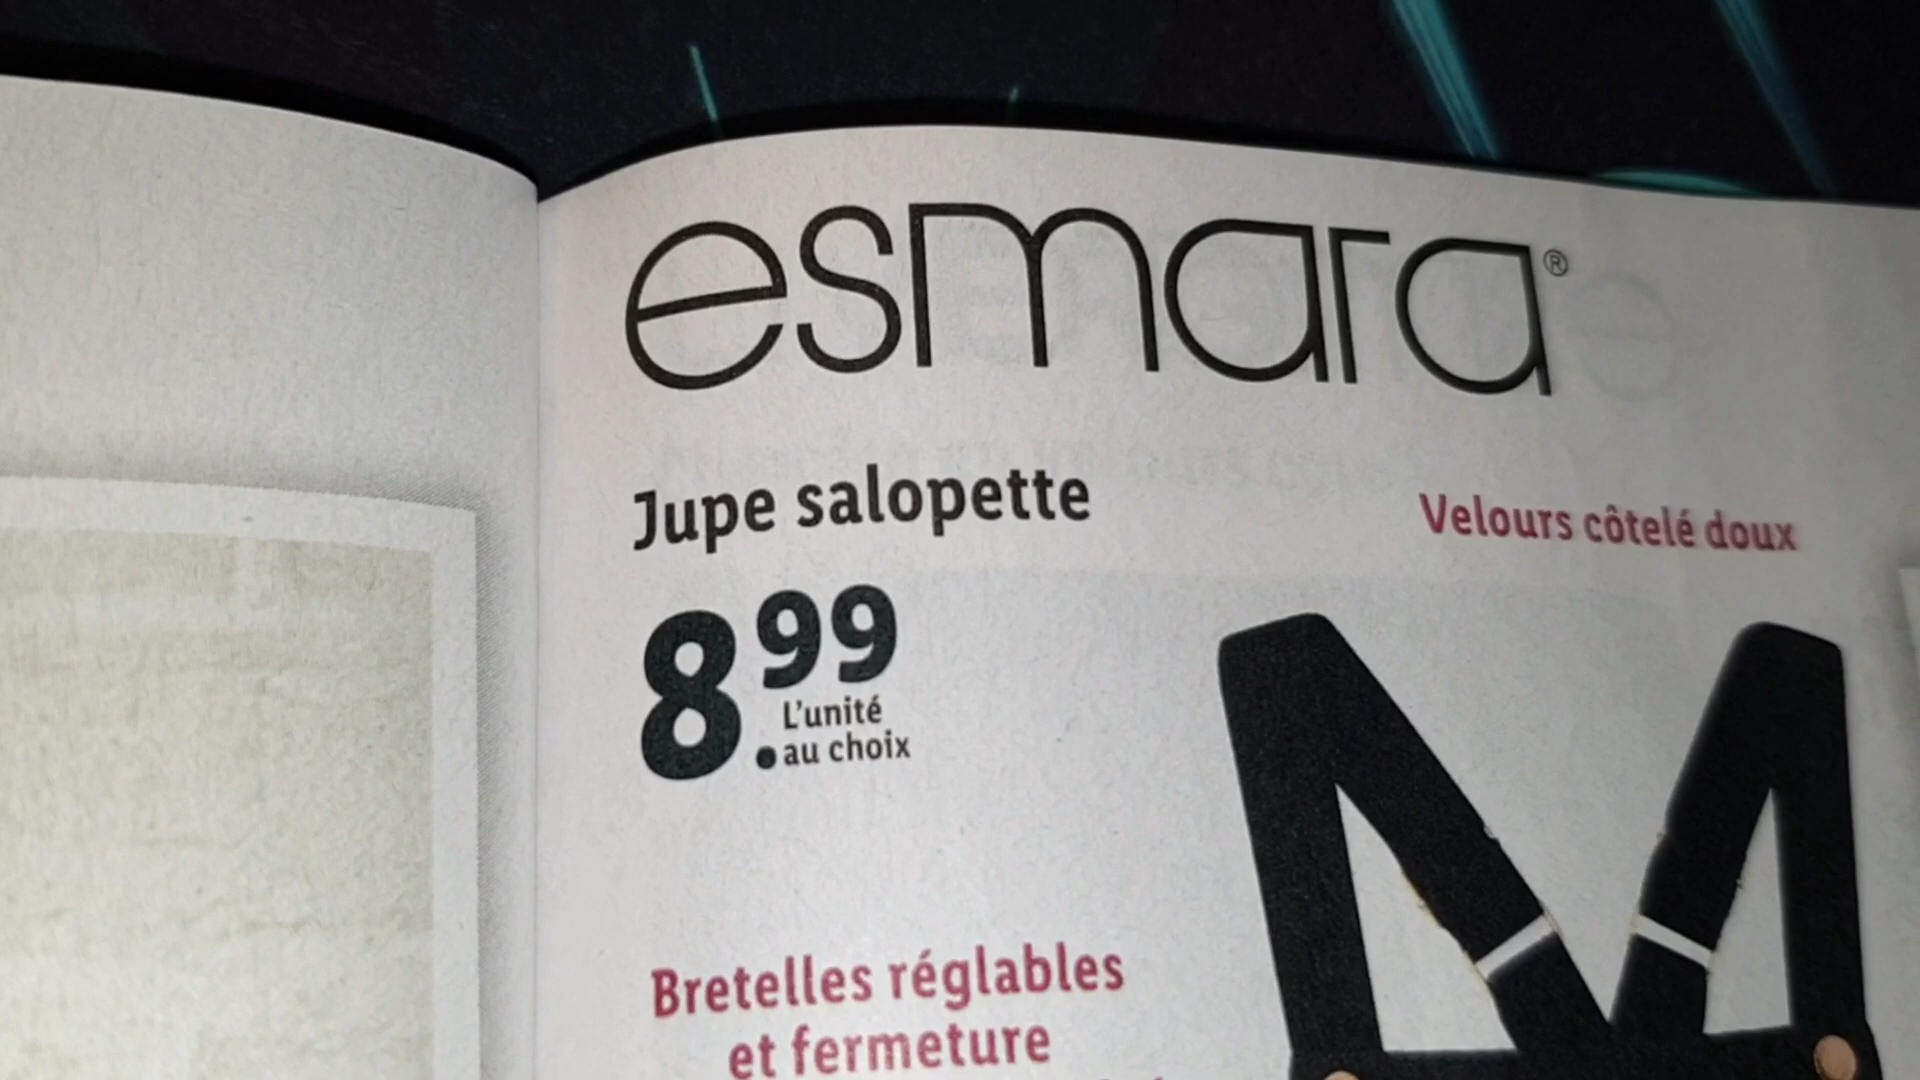 esmara®
Jupe salopette
Velours côtelé doux
8.99
L'unité
au choix
Bretelles réglables
et fermeture